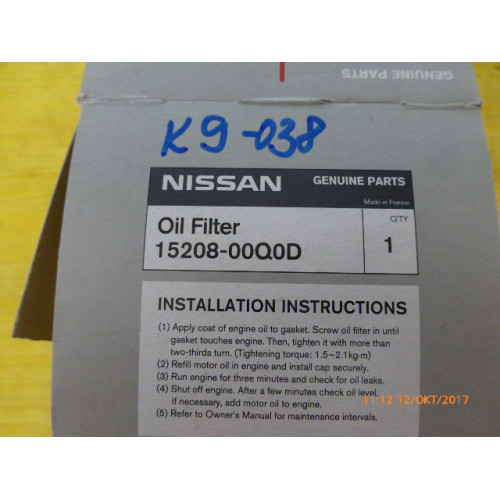 GENUINE PARTS
K9-038
NISSAN GENUINE PARTS
Made in France
Oil Filter
15208-00Q0D
QTY
1
INSTALLATION INSTRUCTIONS
(1) Apply coat of engine oil to gasket. Screw oil filter in until
gasket touches engine. Then, tighten it with more than
two-thirds turn. (Tightening torque: 1.5~2.1kg·m)
(2) Refill motor oil in engine and install cap securely.
(3) Run engine for three minutes and check for oil leaks.
(4) Shut off engine. After a few minutes check oil level.
If necessary, add motor oil to engine.
(5) Refer to Owner's Manual for maintenance intervals.
11:12 12/OKT/2017